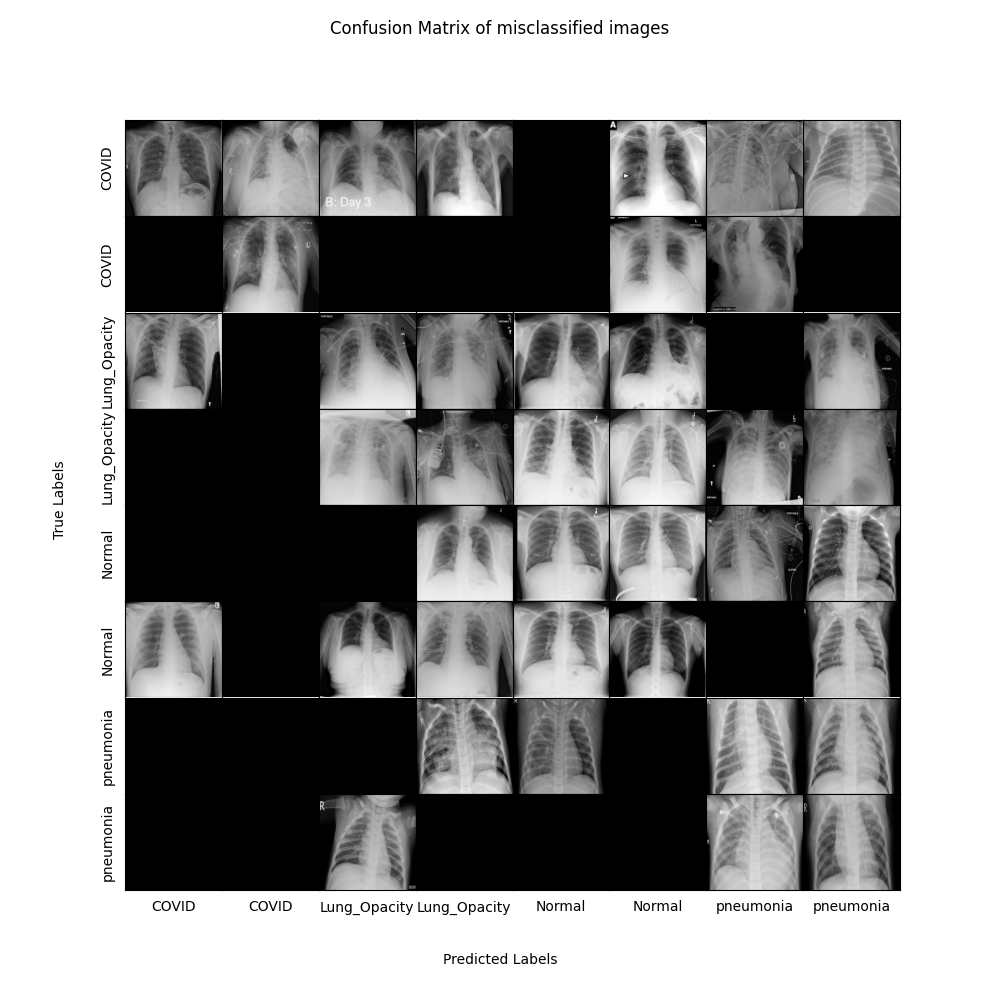 Confusion Matrix of misclassified images
COVID
A
B: Day 3
COVID
Lung_Opacity
Lung_Opacity
True Labels
Normal
Normal
pneumonia
pneumonia
R
COVID COVID Lung_Opacity Lung_Opacity Normal Normal pneumonia pneumonia
Predicted Labels